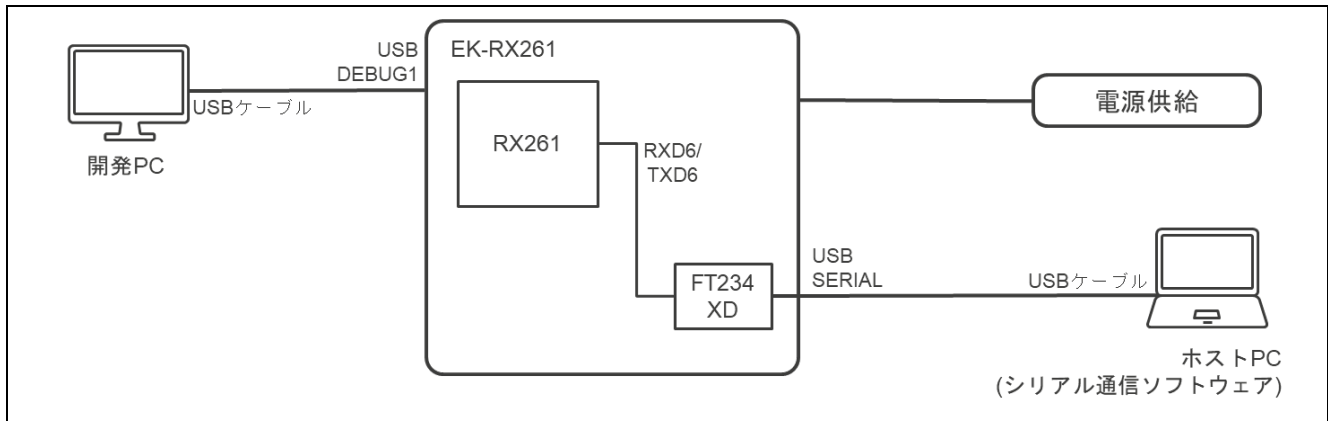 USB
DEBUG1
EK-RX261
USBケーブル
開発PC
RX261
RXD6/
TXD6
電源供給
FT234
XD
USB
SERIAL
USBケーブル
ホストPC
(シリアル通信ソフトウェア)